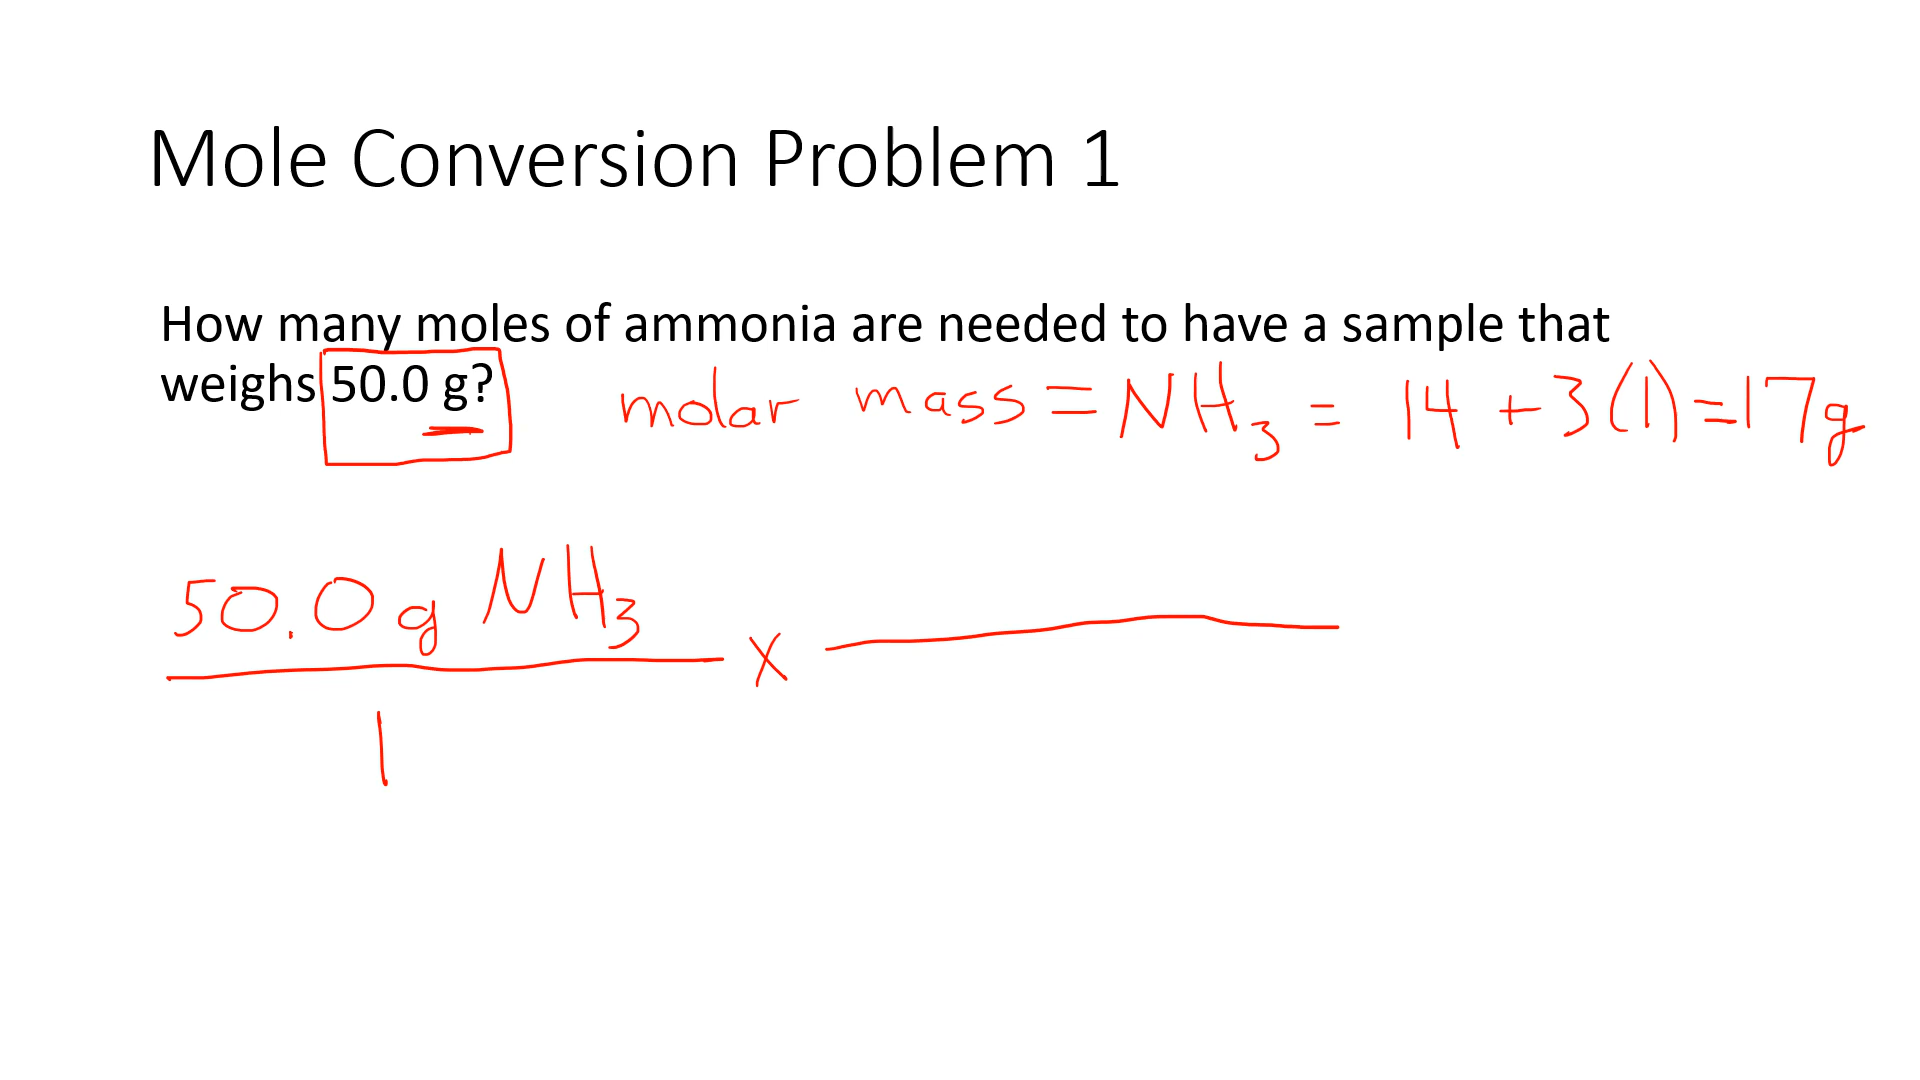 Mole Conversion Problem 1
How many moles of ammonia are needed to have a sample that
weighs 50.0 g?
molar mass = NH₃ = 14 + 3(1) = 17g
50.0g NH₃
x
1